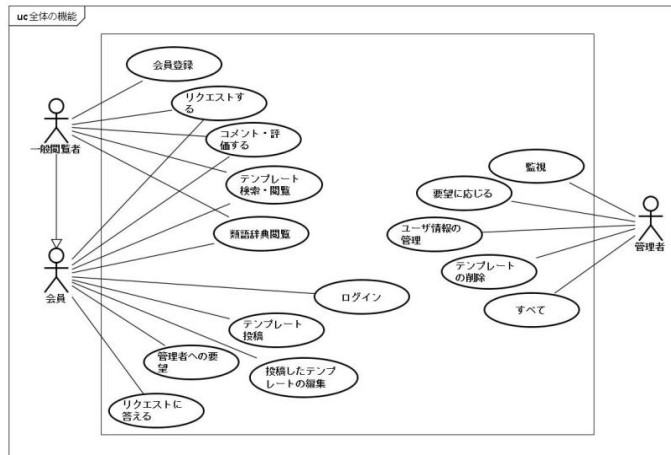 uc 全体の機能
会員登録
リクエストす
る
コメント・評
価する
一般閲覧者
テンプレート
検索・閲覧
類語辞典閲覧
監視
要望に応じる
ユーザ情報の
管理
管理者
テンプレート
の削除
すべて
会員
ログイン
テンプレート
投稿
管理者への要
望
投稿したテンプ
レートの編集
リクエストに
答える